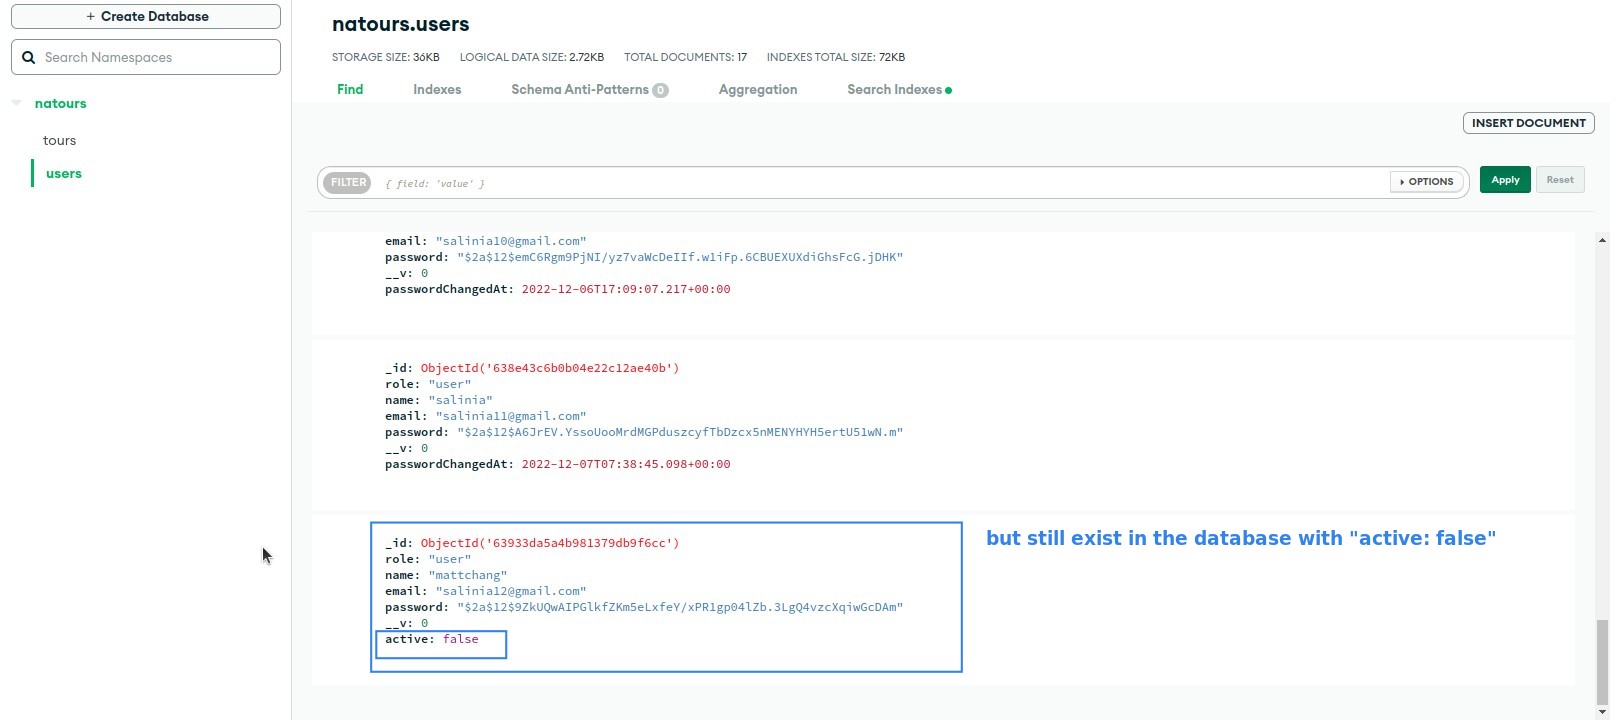 + Create Database
Search Namespaces
natours
tours
users
natours.users
STORAGE SIZE: 36KB LOGICAL DATA SIZE: 2.72KB TOTAL DOCUMENTS: 17 INDEXES TOTAL SIZE: 72KB
Find Indexes Schema Anti-Patterns 0 Aggregation Search Indexes
INSERT DOCUMENT
FILTER { field: 'value' } OPTIONS Apply Reset
email: "salinia10@gmail.com"
password: "$2a$12$emC6Rgm9PjNI/yz7vaWcDeIIf.w1iFp.6CBUEXUXdiGhsFcG.jDHK"
__v: 0
passwordChangedAt: 2022-12-06T17:09:07.217+00:00
_id: ObjectId('638e43c6b0b04e22c12ae40b')
role: "user"
name: "salinia"
email: "salinia11@gmail.com"
password: "$2a$12$A6JrEV.YssoUooMrdMGPduszcyfTbDzcx5nMENYHYH5ertU51wN.m"
__v: 0
passwordChangedAt: 2022-12-07T07:38:45.098+00:00
_id: ObjectId('63933da5a4b981379db9f6cc')
role: "user"
name: "mattchang"
email: "salinia12@gmail.com"
password: "$2a$12$9ZkUQwAIPGlkfZKm5eLxfeY/xPR1gp04lZb.3LgQ4vzcXqiwGcDAm"
__v: 0
active: false
but still exist in the database with "active: false"